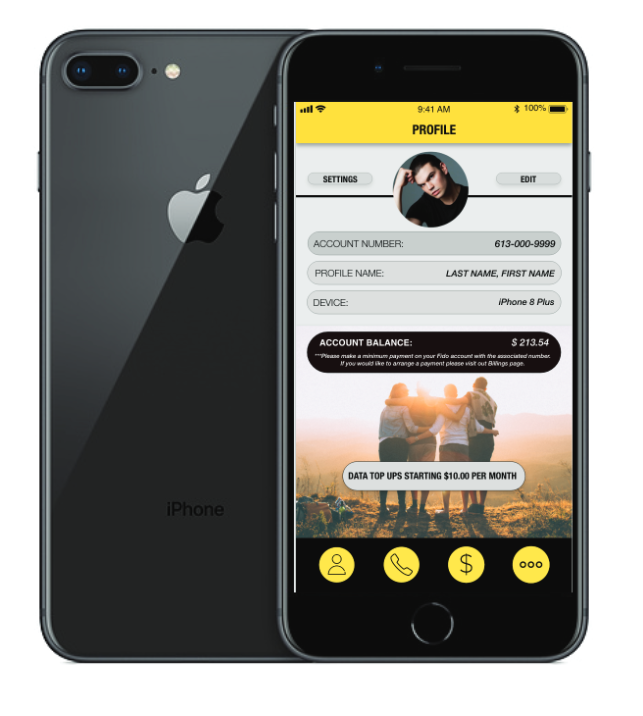 9:41 AM
100%
PROFILE
SETTINGS
EDIT
ACCOUNT NUMBER: 613-000-9999
PROFILE NAME: LAST NAME, FIRST NAME
DEVICE: iPhone 8 Plus
ACCOUNT BALANCE: $ 213.54
***Please make a minimum payment on your Fido account with the associated number.
If you would like to arrange a payment please visit out Billings page.
DATA TOP UPS STARTING $10.00 PER MONTH
$
iPhone